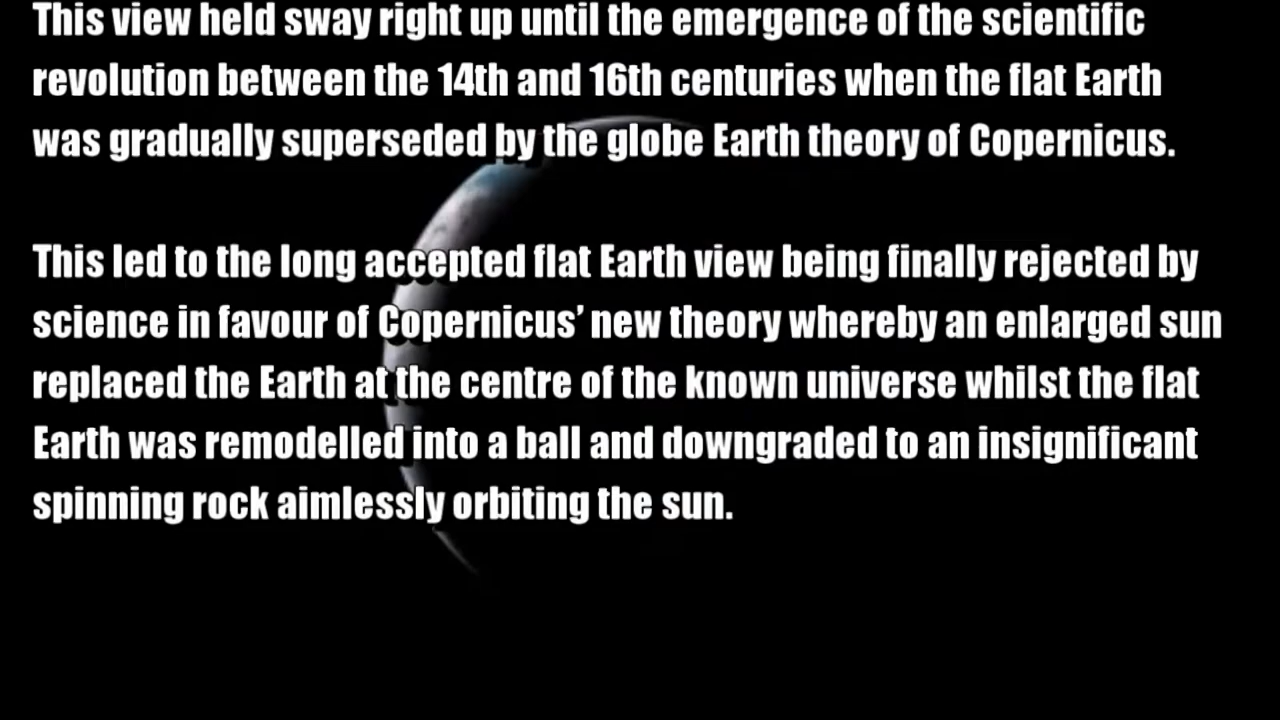 This view held sway right up until the emergence of the scientific
revolution between the 14th and 16th centuries when the flat Earth
was gradually superseded by the globe Earth theory of Copernicus.
This led to the long accepted flat Earth view being finally rejected by
science in favour of Copernicus’ new theory whereby an enlarged sun
replaced the Earth at the centre of the known universe whilst the flat
Earth was remodelled into a ball and downgraded to an insignificant
spinning rock aimlessly orbiting the sun.